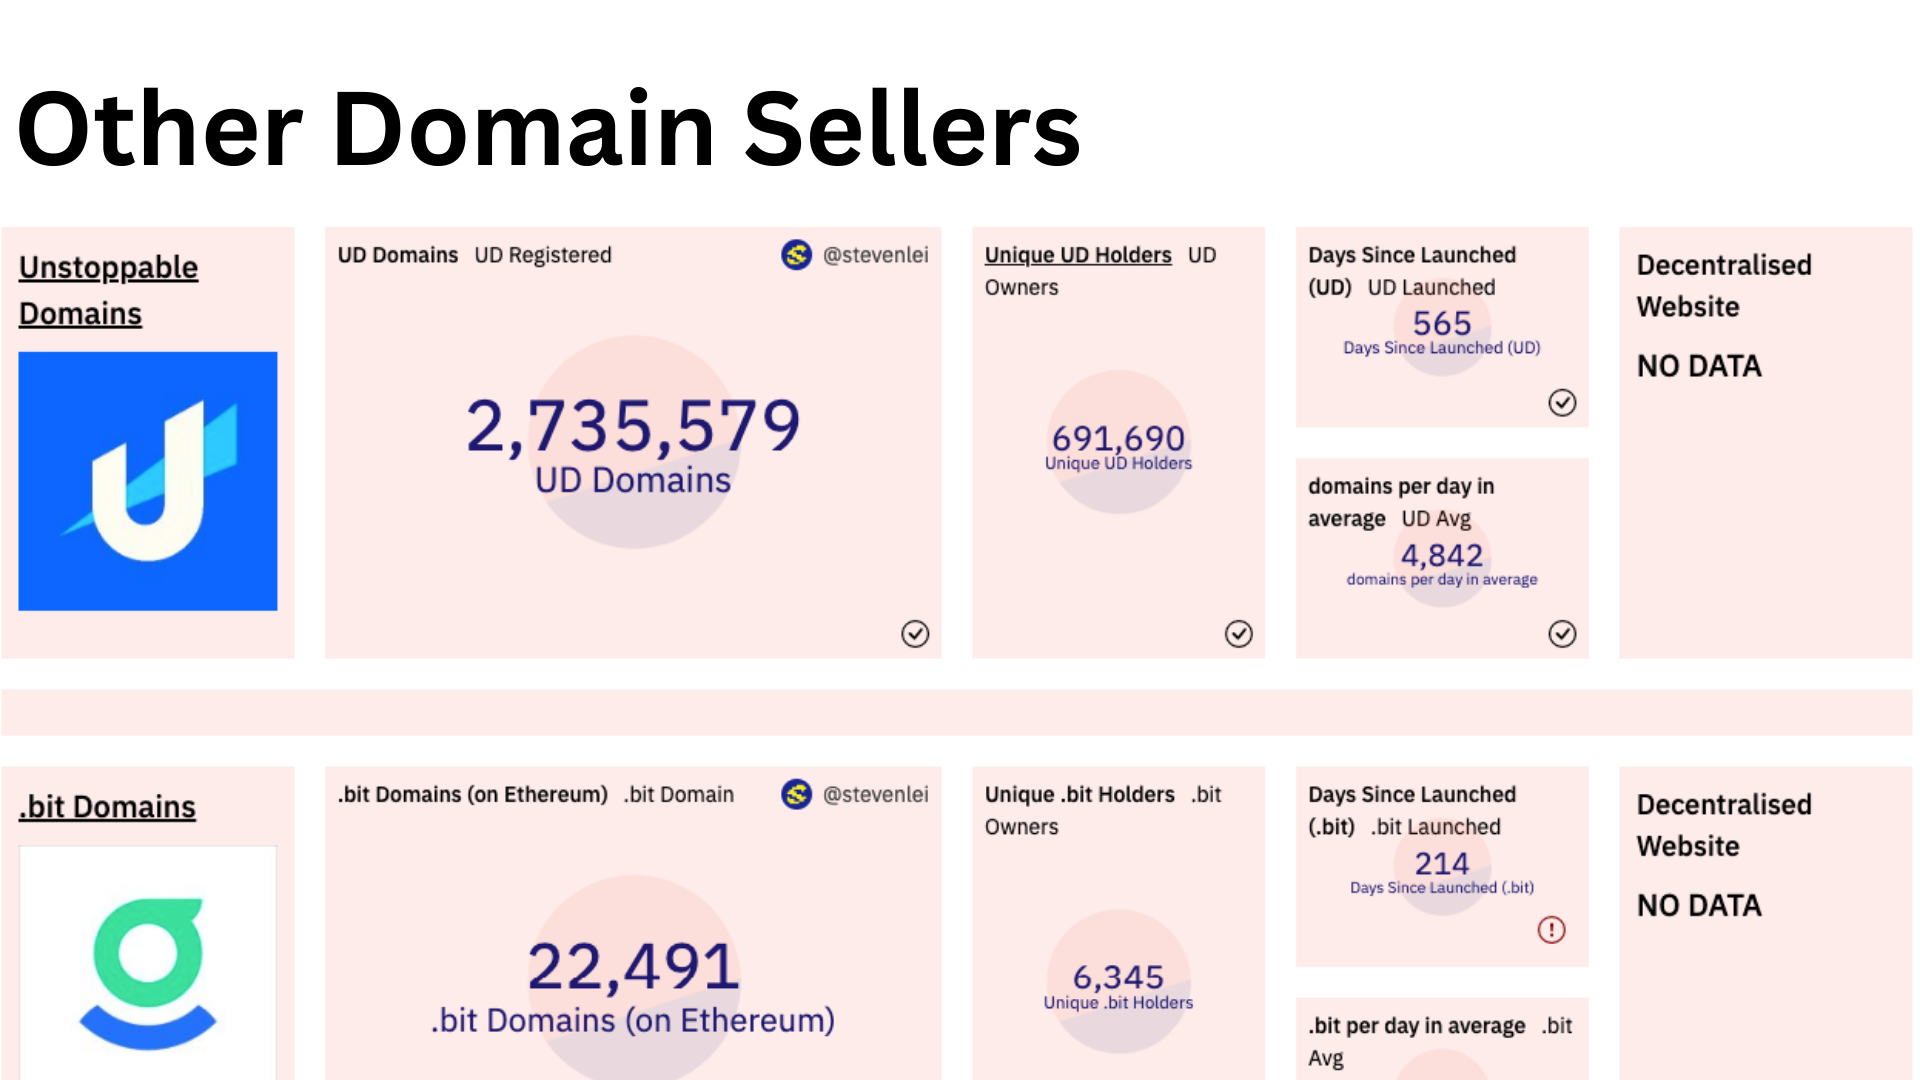 Other Domain Sellers
Unstoppable
Domains
UD Domains UD Registered
@stevenlei
2,735,579
UD Domains
Unique UD Holders UD
Owners
691,690
Unique UD Holders
Days Since Launched
(UD) UD Launched
565
Days Since Launched (UD)
domains per day in
average UD Avg
4,842
domains per day in average
Decentralised
Website
NO DATA
.bit Domains
.bit Domains (on Ethereum) .bit Domain
@stevenlei
22,491
.bit Domains (on Ethereum)
Unique .bit Holders .bit
Owners
6,345
Unique .bit Holders
Days Since Launched
(.bit) .bit Launched
214
Days Since Launched (.bit)
.bit per day in average .bit
Avg
Decentralised
Website
NO DATA